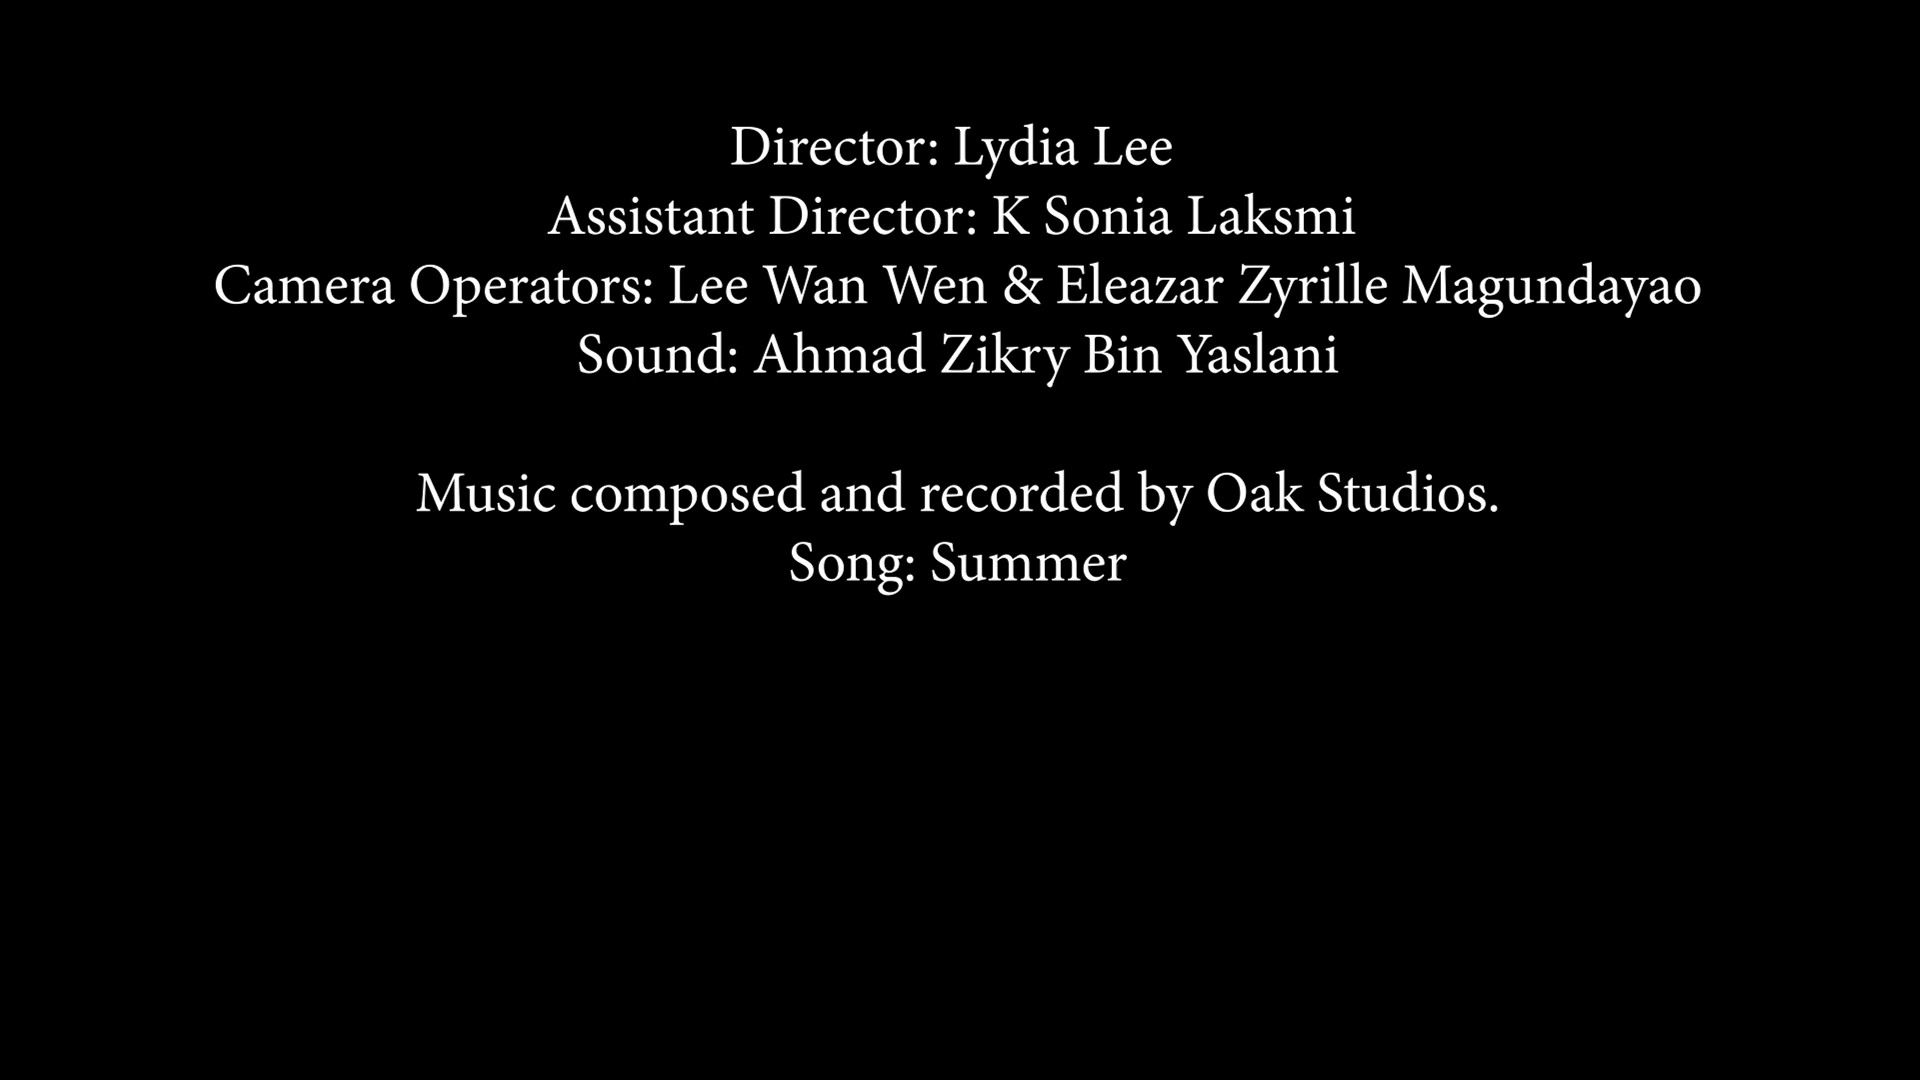 Director: Lydia Lee
Assistant Director: K Sonia Laksmi
Camera Operators: Lee Wan Wen & Eleazar Zyrille Magundayao
Sound: Ahmad Zikry Bin Yaslani
Music composed and recorded by Oak Studios.
Song: Summer